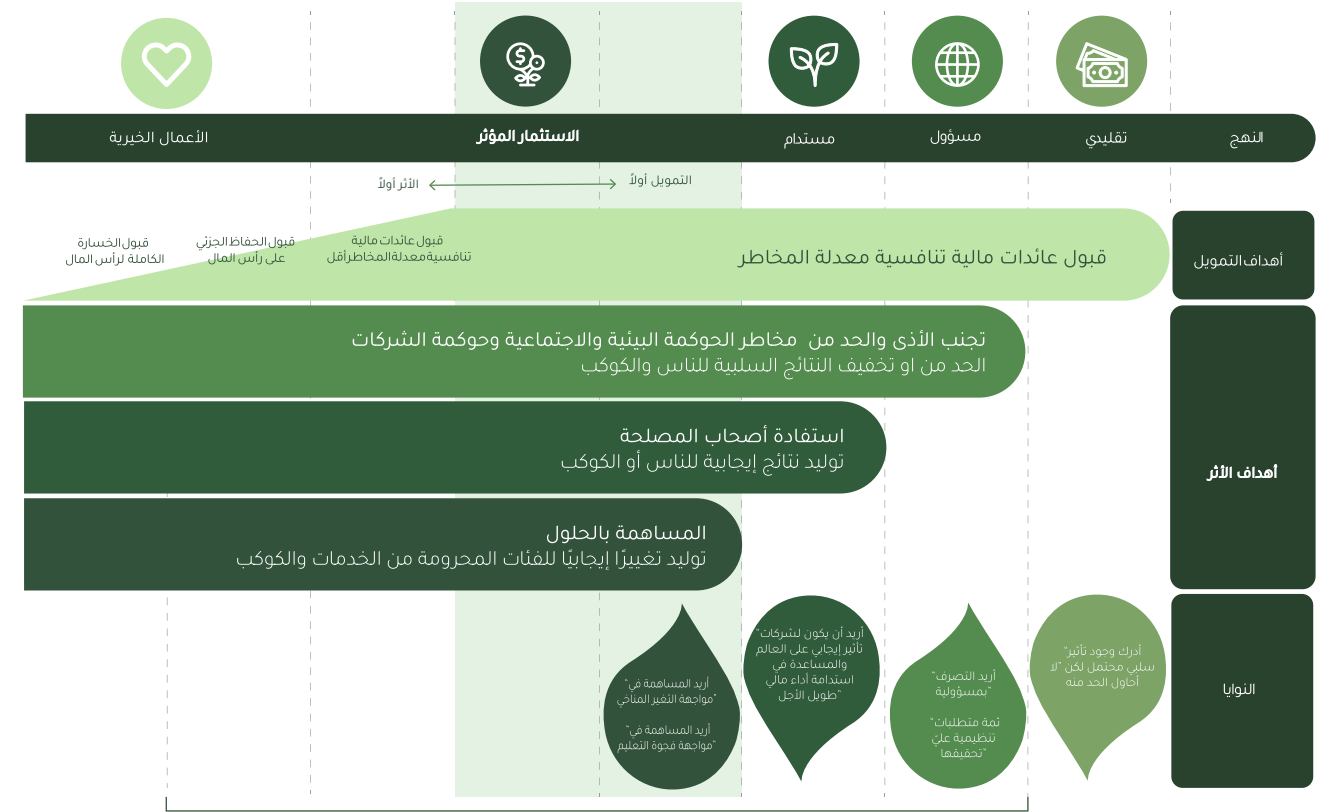 النهج
تقليدي
مسؤول
مستدام
الاستثمار المؤثر
الأعمال الخيرية
التمويل أولاً
الأثر أولاً
أهداف التمويل
قبول عائدات مالية تنافسية معدلة المخاطر
قبول عائدات مالية
تنافسية معدلة المخاطر أقل
قبول الحفاظ الجزئي
على رأس المال
قبول الخسارة
الكاملة لرأس المال
أهداف الأثر
تجنب الأذى والحد من مخاطر الحوكمة البيئية والاجتماعية وحوكمة الشركات
الحد من او تخفيف النتائج السلبية للناس والكوكب
استفادة أصحاب المصلحة
توليد نتائج إيجابية للناس أو الكوكب
المساهمة بالحلول
توليد تغييرًا إيجابيًا للفئات المحرومة من الخدمات والكوكب
النوايا
أدرك وجود تأثير"
سلبي محتمل لكن "لا
أحاول الحد منه
أريد التصرف"
"بمسؤولية
ثمة متطلبات"
تنظيمية عليّ
"تحقيقها
أريد أن يكون لشركات"
تأثير إيجابي على العالم
والمساعدة في
استدامة أداء مالي
"طويل الأجل
أريد المساهمة في"
"مواجهة التغير المناخي
أريد المساهمة في"
"مواجهة فجوة التعليم